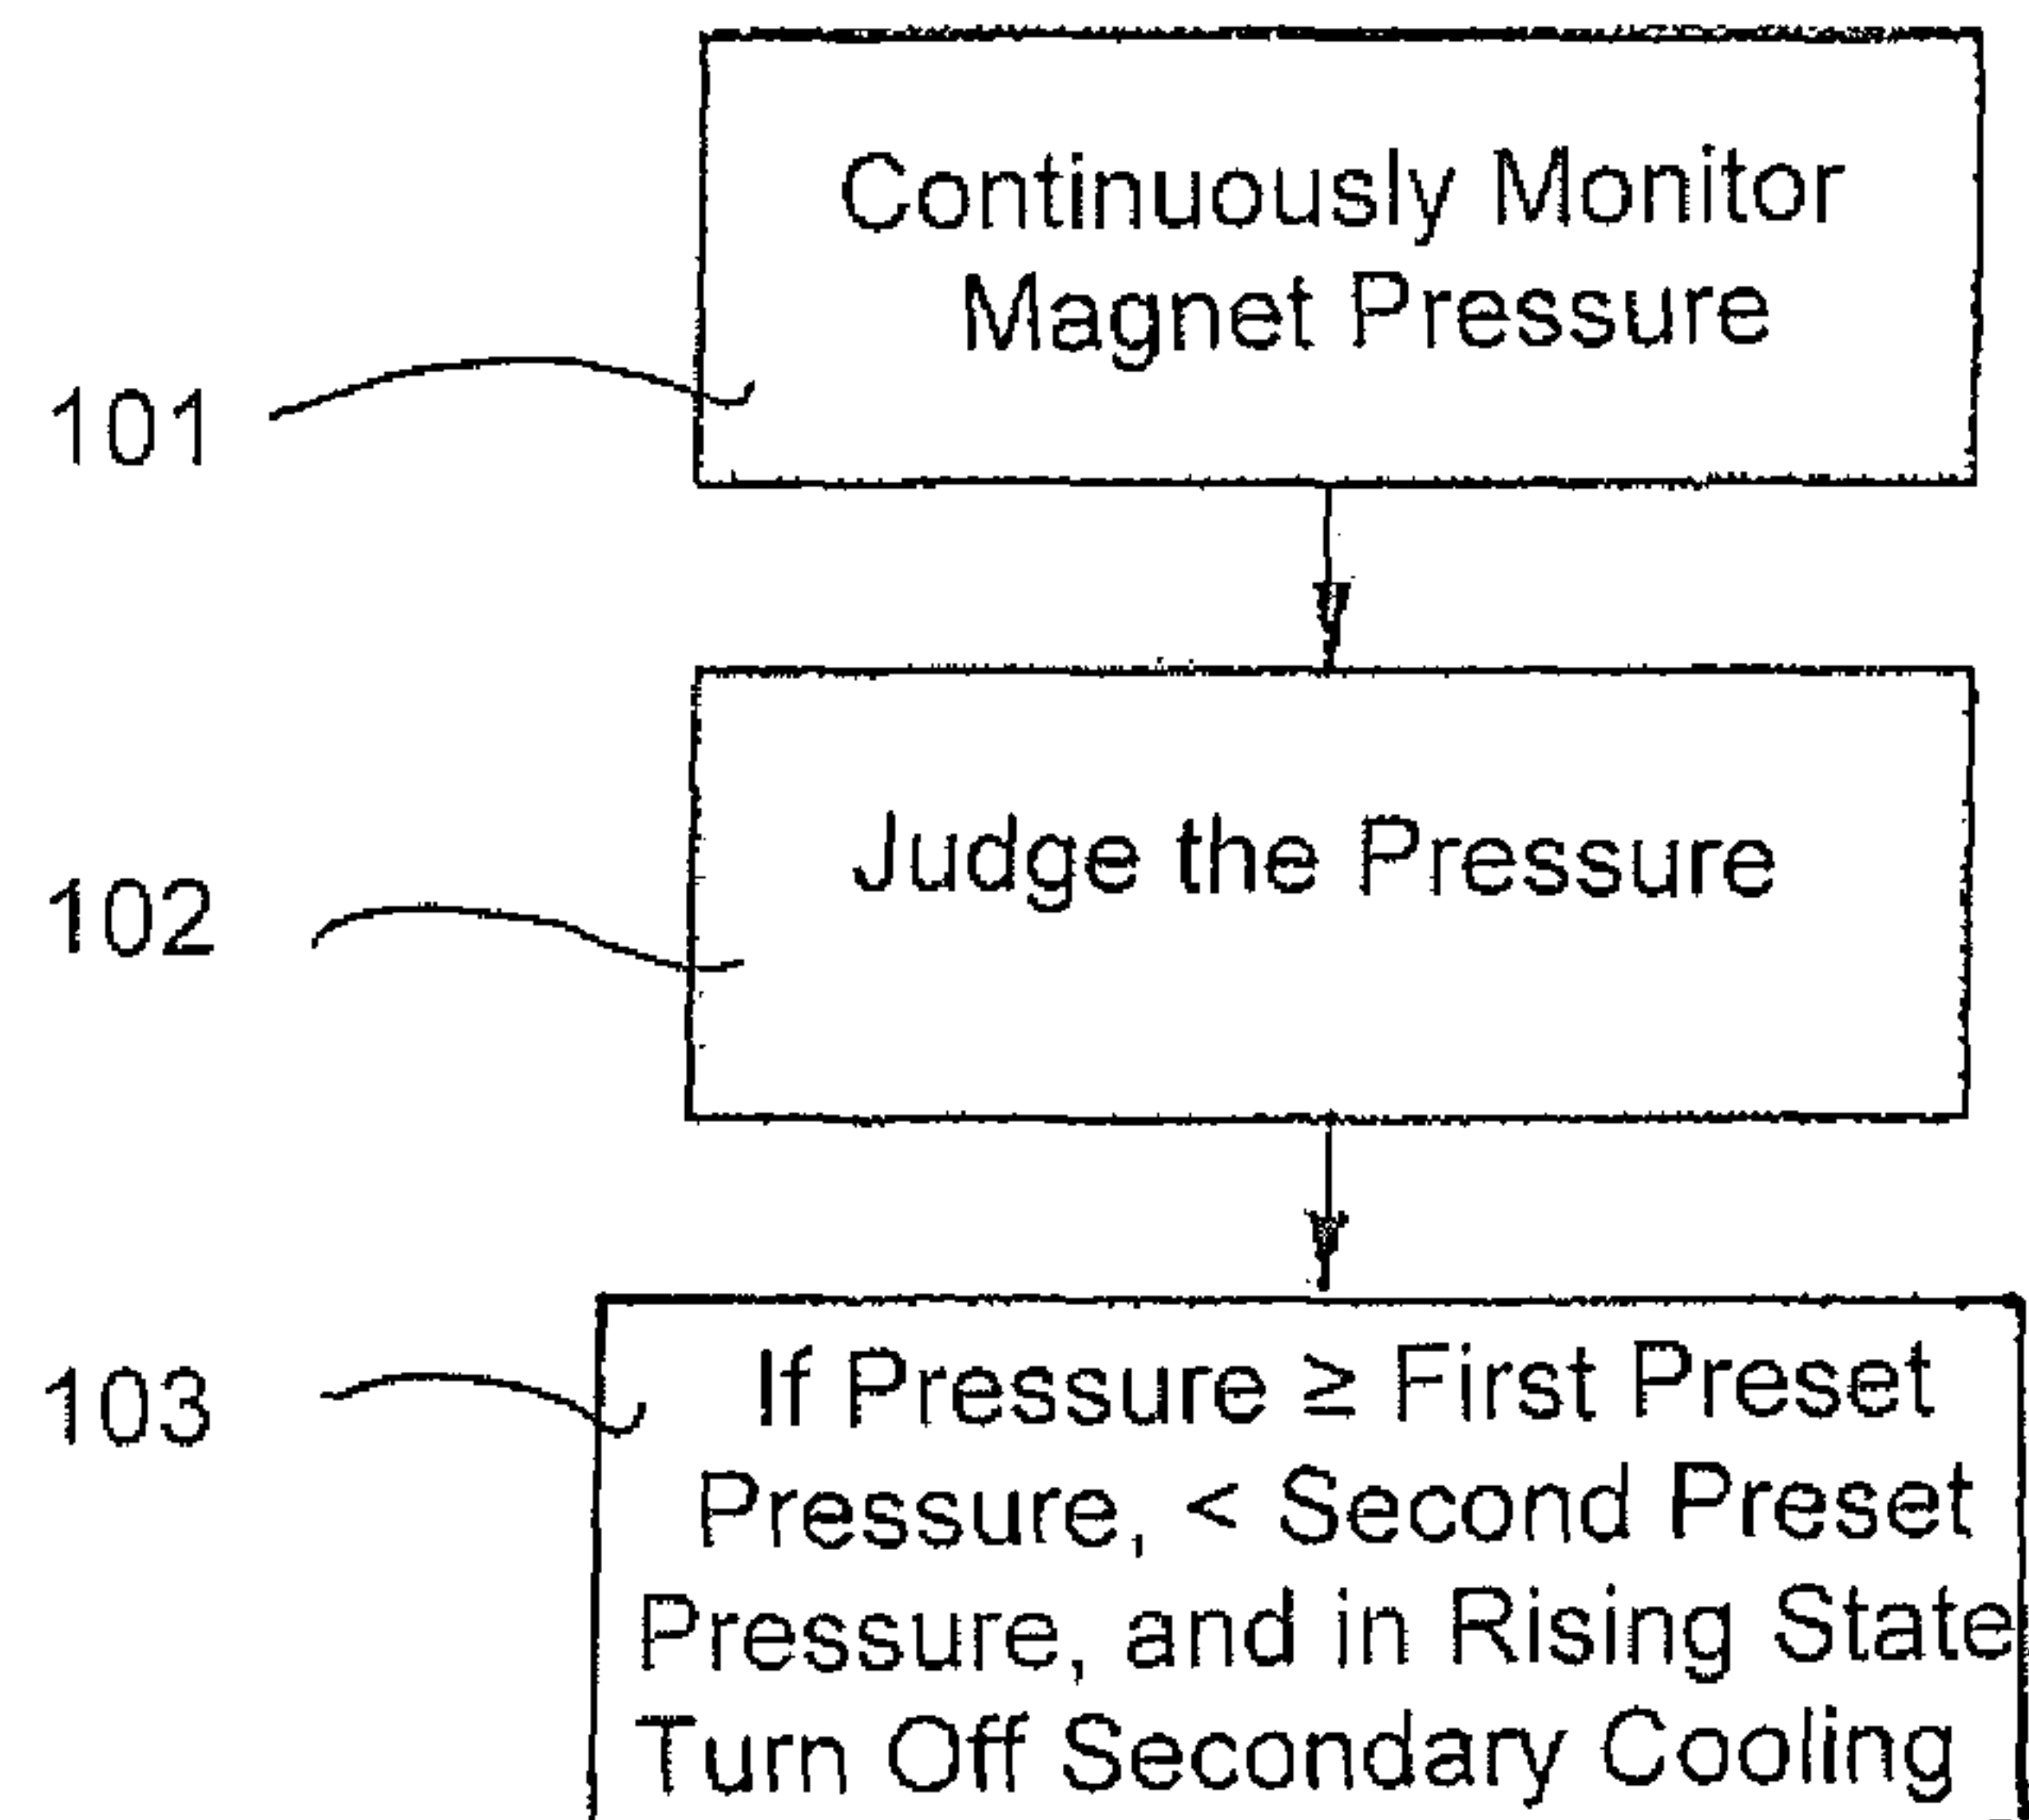 Continuously Monitor
Magnet Pressure
101
Judge the Pressure
102
103
If Pressure ≥ First Preset
Pressure, < Second Preset
Pressure, and in Rising State
Turn Off Secondary Cooling